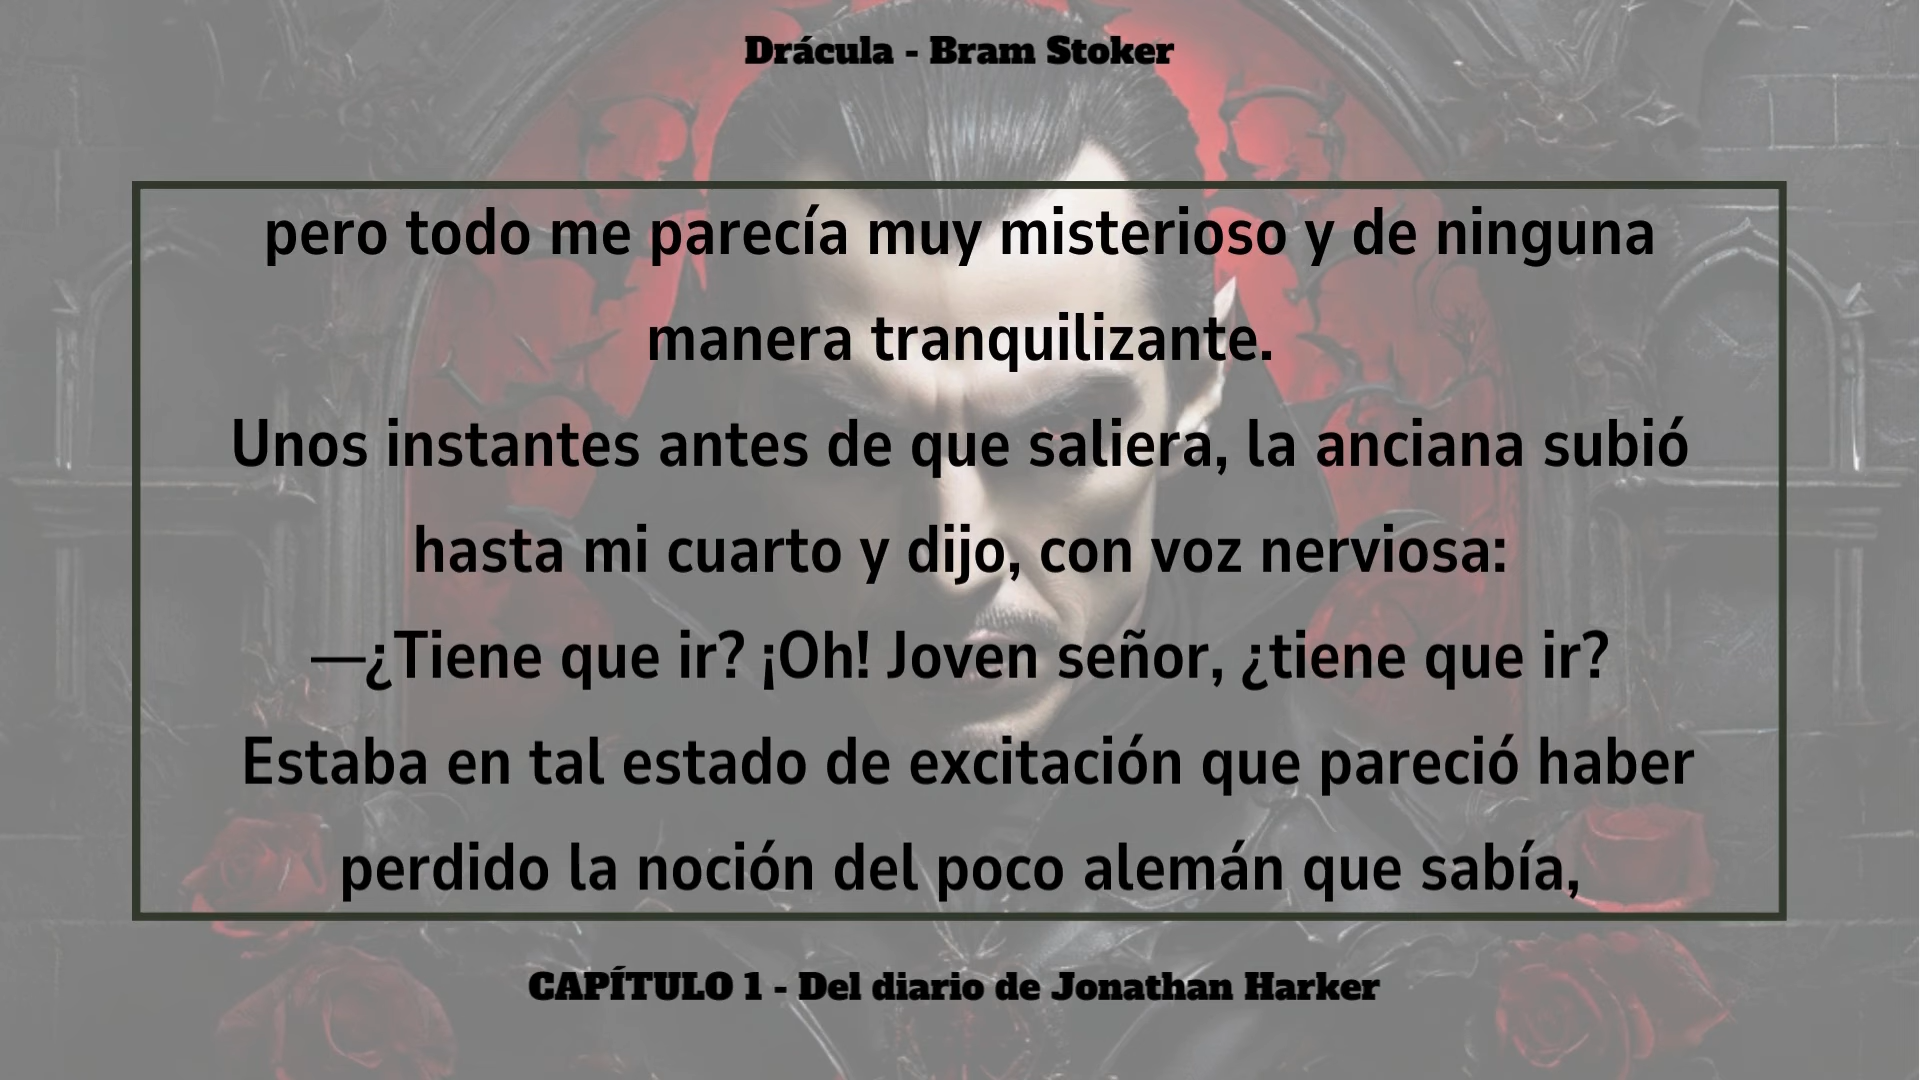 Drácula - Bram Stoker
pero todo me parecía muy misterioso y de ninguna
manera tranquilizante.
Unos instantes antes de que saliera, la anciana subió
hasta mi cuarto y dijo, con voz nerviosa:
—¿Tiene que ir? ¡Oh! Joven señor, ¿tiene que ir?
Estaba en tal estado de excitación que pareció haber
perdido la noción del poco alemán que sabía,
CAPÍTULO 1 - Del diario de Jonathan Harker